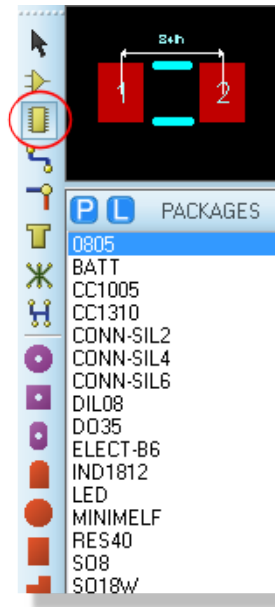 84th
1 2
P L PACKAGES
0805
BATT
CC1005
CC1310
CONN-SIL2
CONN-SIL4
CONN-SIL6
DIL08
DO35
ELECT-B6
IND1812
LED
MINIMELF
RES40
SO8
SO18W